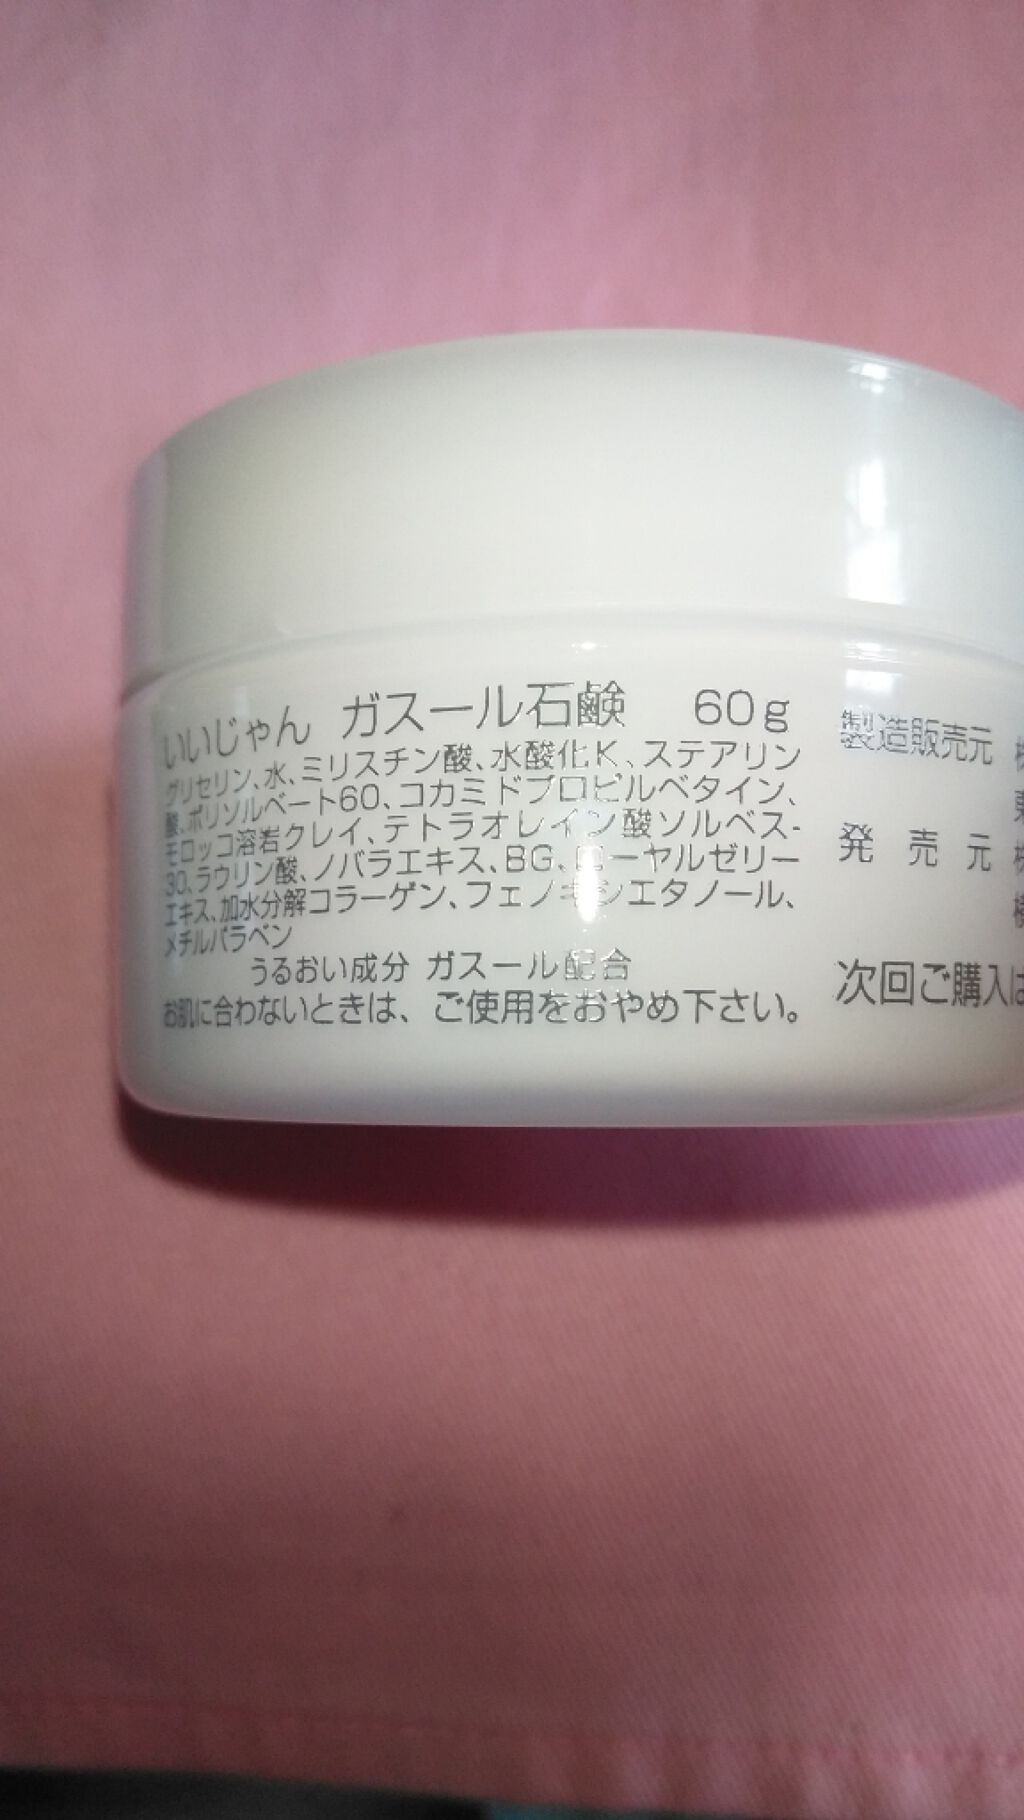 いいじゃん ガスール石鹸 60g
グリセリン、水、ミリスチン酸、水酸化K、ステアリン
酸、ポリソルベート60、コカミドプロピルベタイン、
モロッコ溶岩クレイ、テトラオレイン酸ソルベス-
30、ラウリン酸、ノバラエキス、BG、ローヤルゼリー
エキス、加水分解コラーゲン、フェノキシエタノール、
メチルパラベン
うるおい成分 ガスール配合
お肌に合わないときは、ご使用をおやめ下さい。
製造販売元
発売元
次回ご購入は